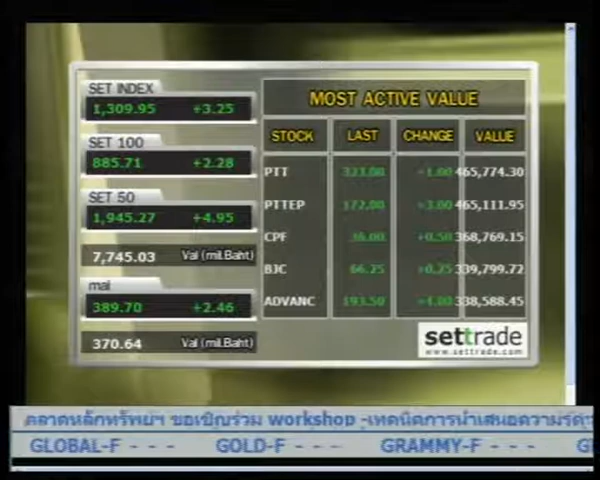 SET INDEX
1,309.95 +3.25
SET 100
885.71 +2.28
SET 50
1,945.27 +4.95
7,745.03 Val (mil.Baht)
mai
389.70 +2.46
370.64 Val (mil.Baht)
MOST ACTIVE VALUE
STOCK LAST CHANGE VALUE
PTT 323.00 +1.00 465,774.30
PTTEP 172.00 +3.00 465,111.95
CPF 36.00 +0.50 368,769.15
BJC 66.25 +0.25 339,799.72
ADVANC 193.50 +4.00 338,588.45
settrade
www.settrade.com
ตลาดหลักทรัพย์ฯ ขอเชิญร่วม workshop -เทคนิคการนำเสนอความรู้
GLOBAL-F - - - GOLD-F - - - GRAMMY-F - - -